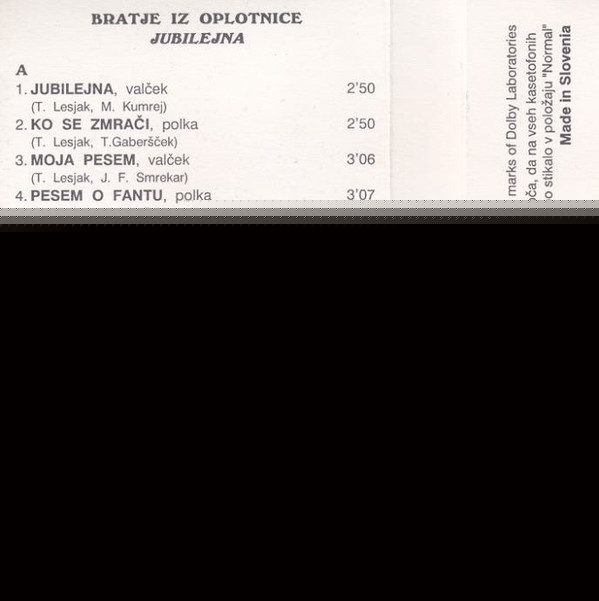 BRATJE IZ OPLOTNICE
JUBILEJNA
A
1. JUBILEJNA, valček 2'50
(T. Lesjak, M. Kumrej)
2. KO SE ZMRAČI, polka 2'50
(T. Lesjak, T.Gaberšček)
3. MOJA PESEM, valček 3'06
(T. Lesjak, J. F. Smrekar)
4. PESEM O FANTU, polka 3'07
marks of Dolby Laboratories
da na vseh kasetofonih
stikalo v položaju "Normal"
Made in Slovenia